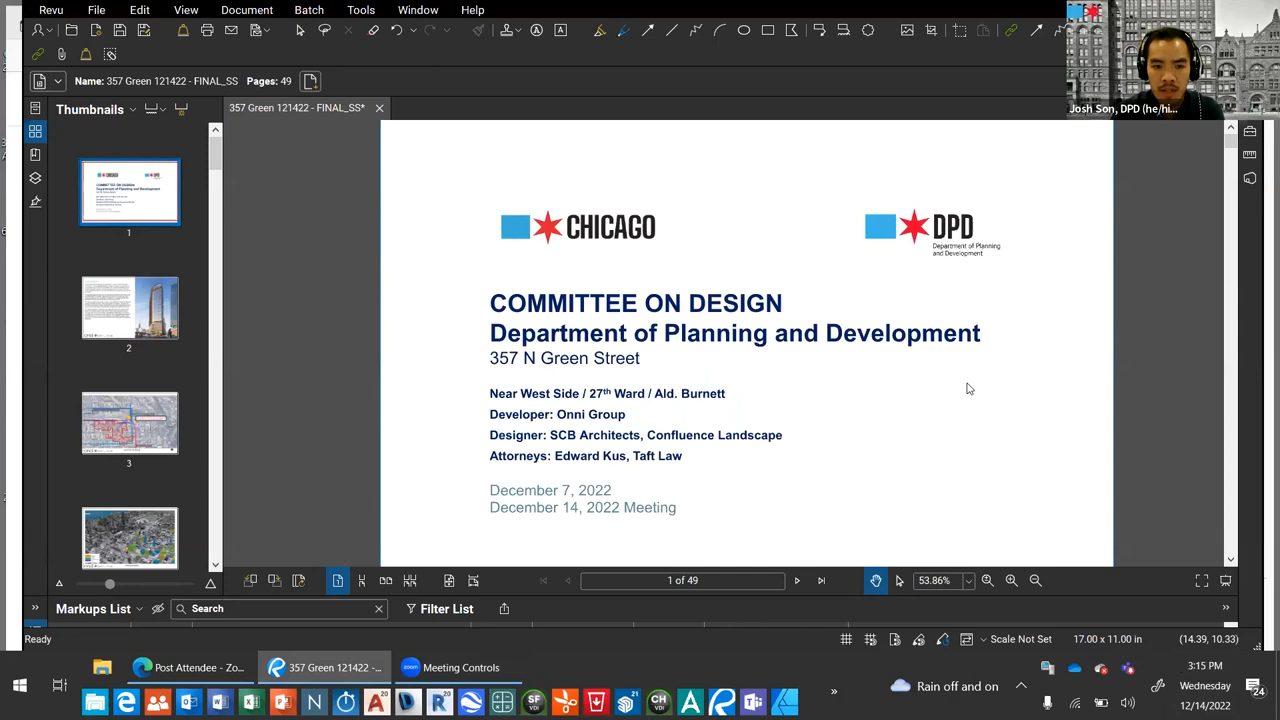 Revu File Edit View Document Batch Tools Window Help
Name: 357 Green 121422 - FINAL_SS Pages: 49
Josh Son, DPD (he/hi...
Thumbnails
357 Green 121422 - FINAL_SS*
1
2
3
CHICAGO
DPD
Department of Planning
and Development
COMMITTEE ON DESIGN
Department of Planning and Development
357 N Green Street
Near West Side / 27th Ward / Ald. Burnett
Developer: Onni Group
Designer: SCB Architects, Confluence Landscape
Attorneys: Edward Kus, Taft Law
December 7, 2022
December 14, 2022 Meeting
1 of 49
53.86%
Markups List
Search
Filter List
Ready
Scale Not Set
17.00 x 11.00 in
(14.39, 10.33)
Post Attendee - Zo...
357 Green 121422 -...
zoom
Meeting Controls
Rain off and on
3:15 PM
Wednesday
12/14/2022
24